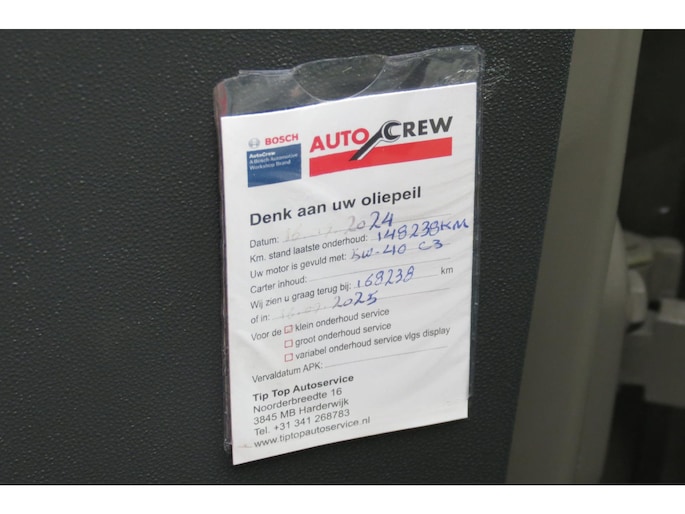 BOSCH
AutoCrew
A Bosch Automotive
Workshop Brand
AUTO CREW
Denk aan uw oliepeil
Datum: 2024
Km. stand laatste onderhoud: 148238KM
Uw motor is gevuld met: 5W-40 C3
Carter inhoud:
Wij zien u graag terug bij: 168238 km
of in: 2025
Voor de klein onderhoud service
groot onderhoud service
variabel onderhoud service vlgs display
Vervaldatum APK:
Tip Top Autoservice
Noorderbreedte 16
3845 MB Harderwijk
Tel. +31 341 268783
www.tiptopautoservice.nl